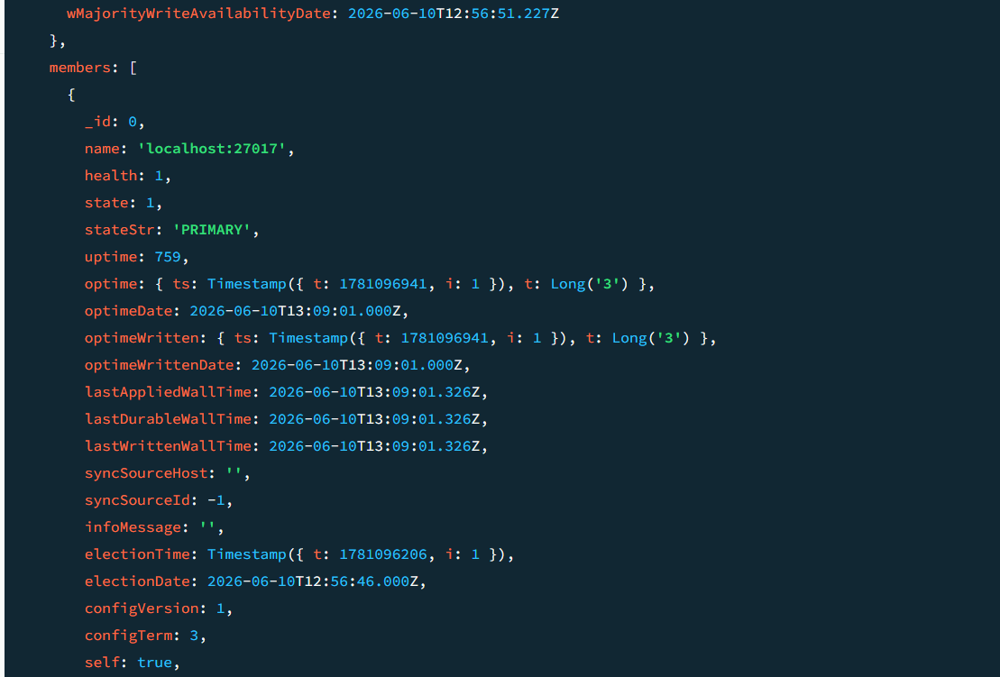 wMajorityWriteAvailabilityDate: 2026-06-10T12:56:51.227Z
},
members: [
{
_id: 0,
name: 'localhost:27017',
health: 1,
state: 1,
stateStr: 'PRIMARY',
uptime: 759,
optime: { ts: Timestamp({ t: 1781096941, i: 1 }), t: Long('3') },
optimeDate: 2026-06-10T13:09:01.000Z,
optimeWritten: { ts: Timestamp({ t: 1781096941, i: 1 }), t: Long('3') },
optimeWrittenDate: 2026-06-10T13:09:01.000Z,
lastAppliedWallTime: 2026-06-10T13:09:01.326Z,
lastDurableWallTime: 2026-06-10T13:09:01.326Z,
lastWrittenWallTime: 2026-06-10T13:09:01.326Z,
syncSourceHost: '',
syncSourceId: -1,
infoMessage: '',
electionTime: Timestamp({ t: 1781096206, i: 1 }),
electionDate: 2026-06-10T12:56:46.000Z,
configVersion: 1,
configTerm: 3,
self: true,